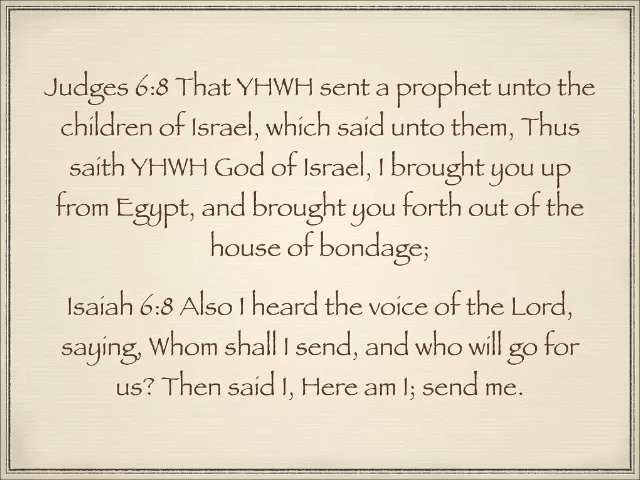 Judges 6:8 That YHWH sent a prophet unto the
children of Israel, which said unto them, Thus
saith YHWH God of Israel, I brought you up
from Egypt, and brought you forth out of the
house of bondage;
Isaiah 6:8 Also I heard the voice of the Lord,
saying, Whom shall I send, and who will go for
us? Then said I, Here am I; send me.